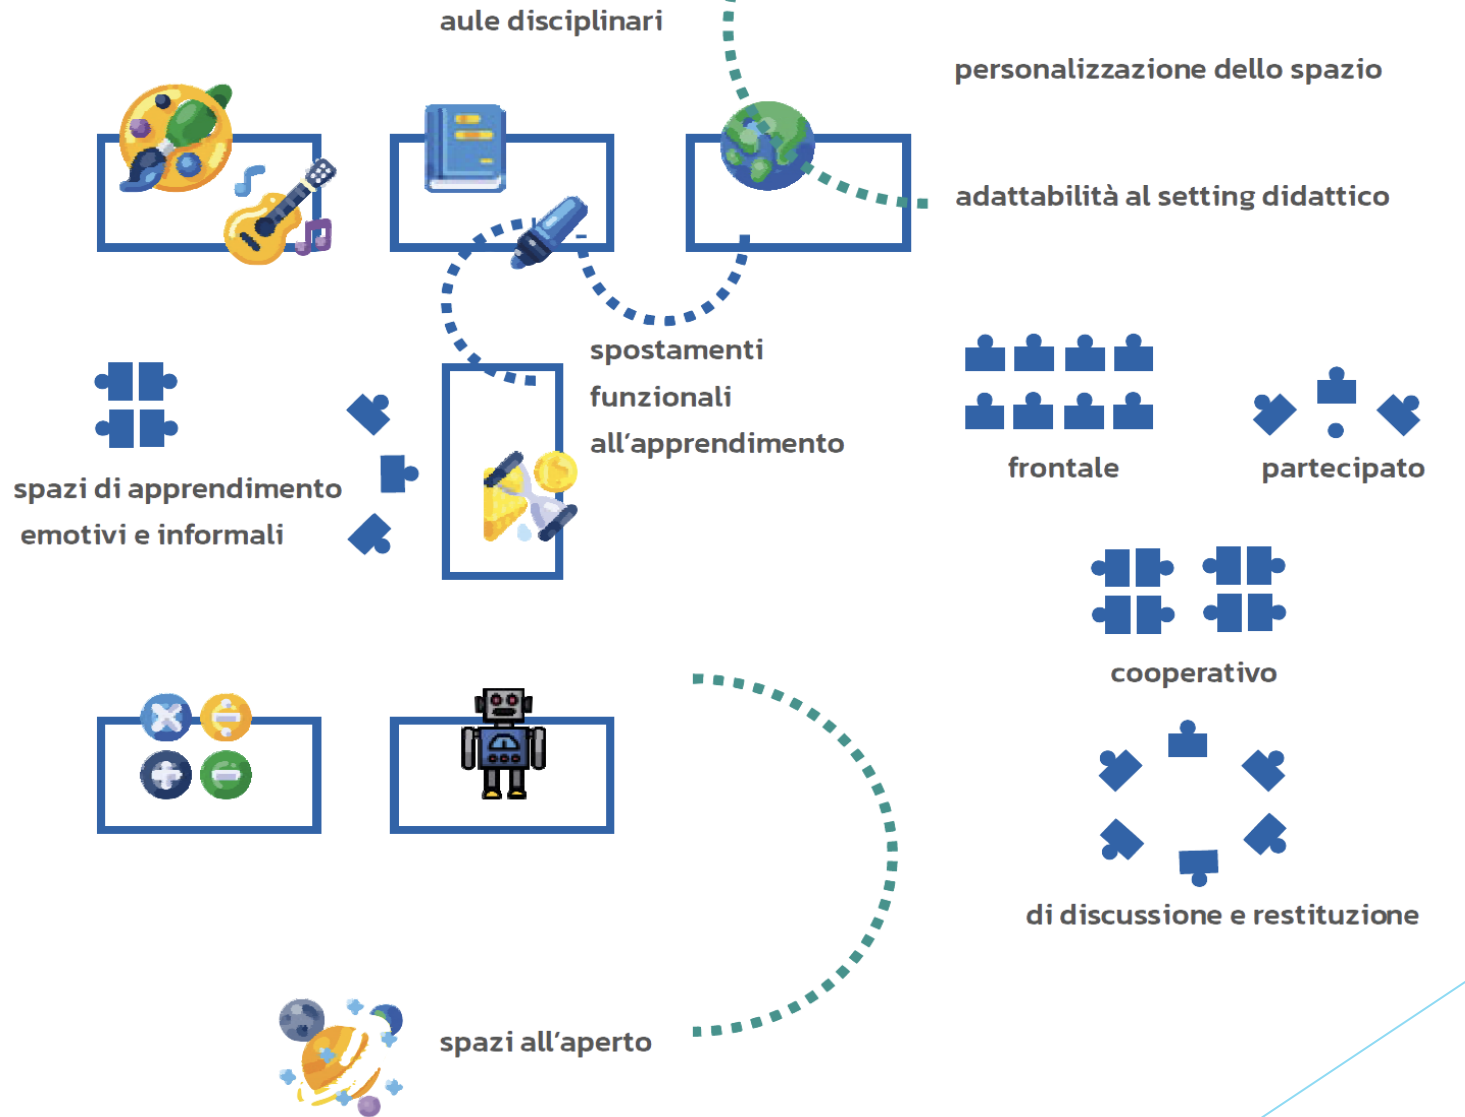 aule disciplinari
personalizzazione dello spazio
adattabilità al setting didattico
spostamenti
funzionali
all'apprendimento
spazi di apprendimento
emotivi e informali
frontale
partecipato
cooperativo
di discussione e restituzione
spazi all'aperto